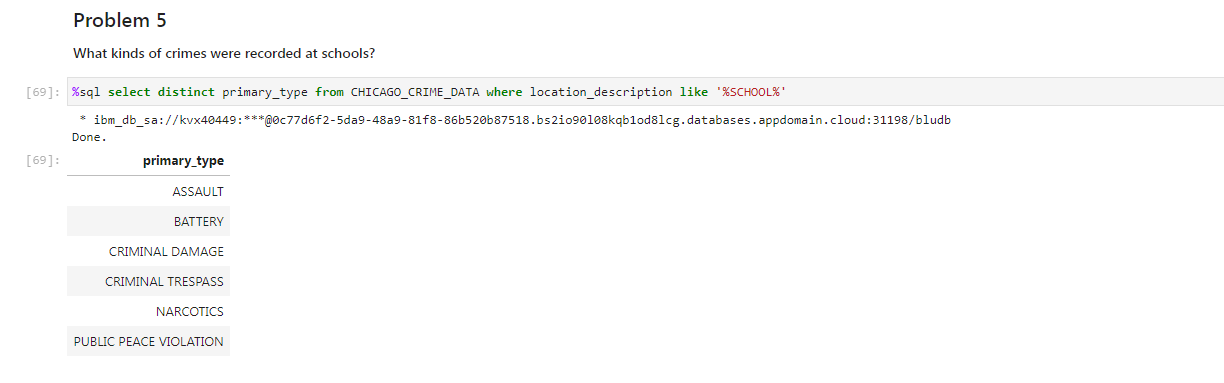 Problem 5
What kinds of crimes were recorded at schools?
[69]: %sql select distinct primary_type from CHICAGO_CRIME_DATA where location_description like '%SCHOOL%'
* ibm_db_sa://kvx40449:***@0c77d6f2-5da9-48a9-81f8-86b520b87518.bs2io90l08kqb1od8lcg.databases.appdomain.cloud:31198/bludb
Done.
[69]: primary_type
ASSAULT
BATTERY
CRIMINAL DAMAGE
CRIMINAL TRESPASS
NARCOTICS
PUBLIC PEACE VIOLATION